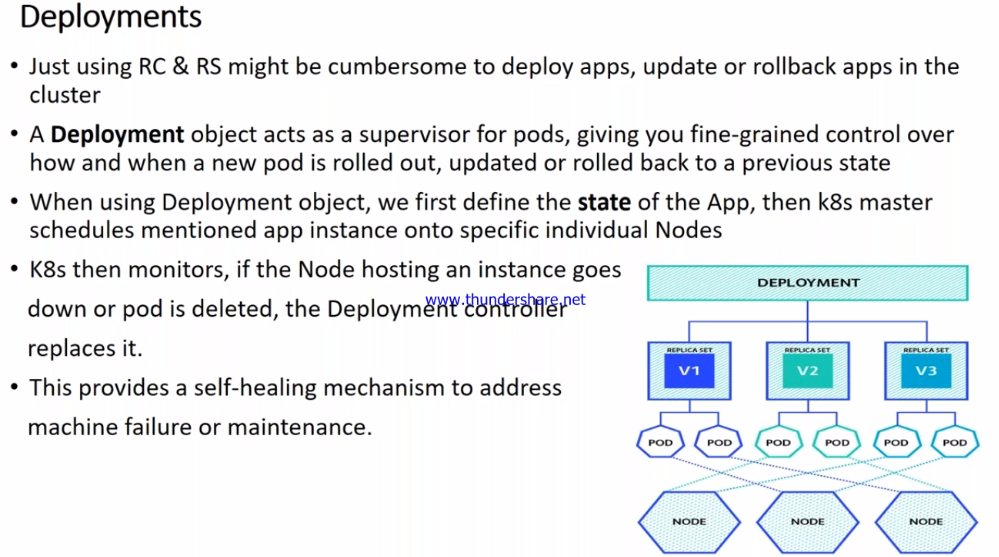 Deployments
• Just using RC & RS might be cumbersome to deploy apps, update or rollback apps in the
cluster
• A Deployment object acts as a supervisor for pods, giving you fine-grained control over
how and when a new pod is rolled out, updated or rolled back to a previous state
• When using Deployment object, we first define the state of the App, then k8s master
schedules mentioned app instance onto specific individual Nodes
• K8s then monitors, if the Node hosting an instance goes
down or pod is deleted, the Deployment controller
replaces it.
• This provides a self-healing mechanism to address
machine failure or maintenance.
www.thundershare.net
DEPLOYMENT
REPLICA SET REPLICA SET REPLICA SET
V1 V2 V3
POD POD POD POD POD POD
NODE NODE NODE